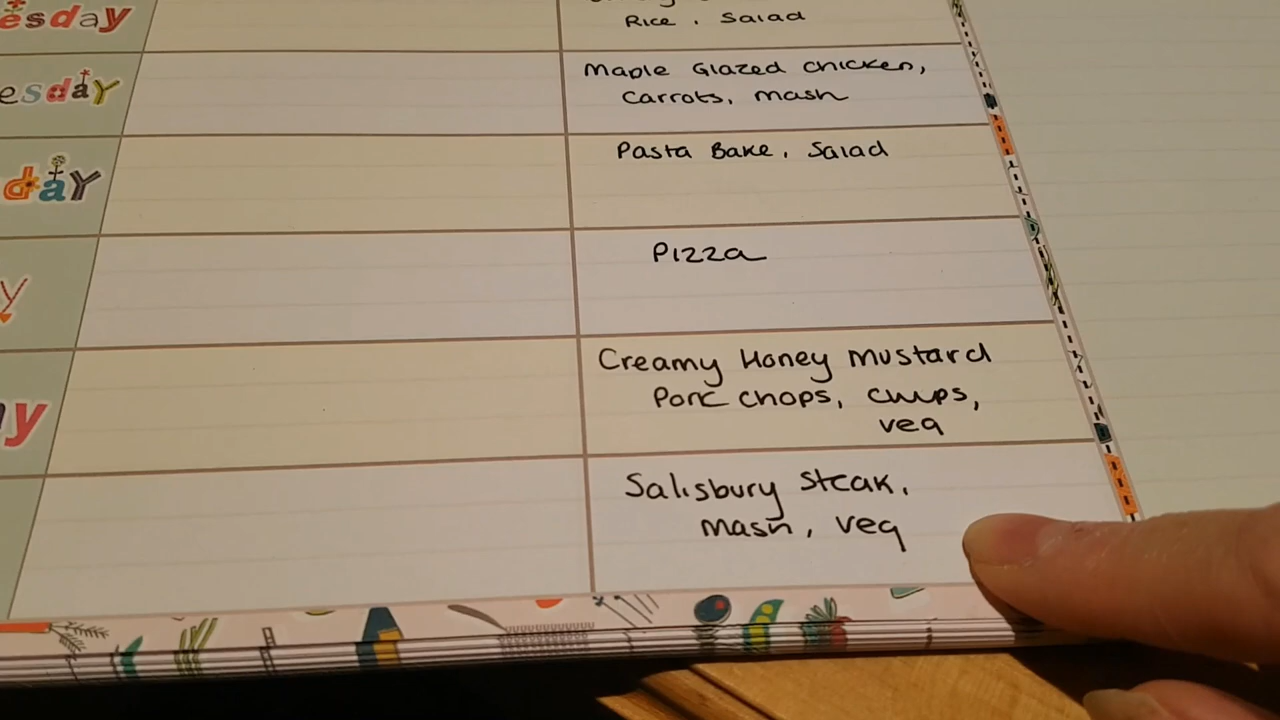 esday
Rice, Salad
esday
Maple Glazed chicken,
Carrots, mash
day
Pasta Bake, Salad
y
Pizza
y
Creamy Honey mustard
Pork chops, chips,
veg
Salisbury Steak,
mash, veg